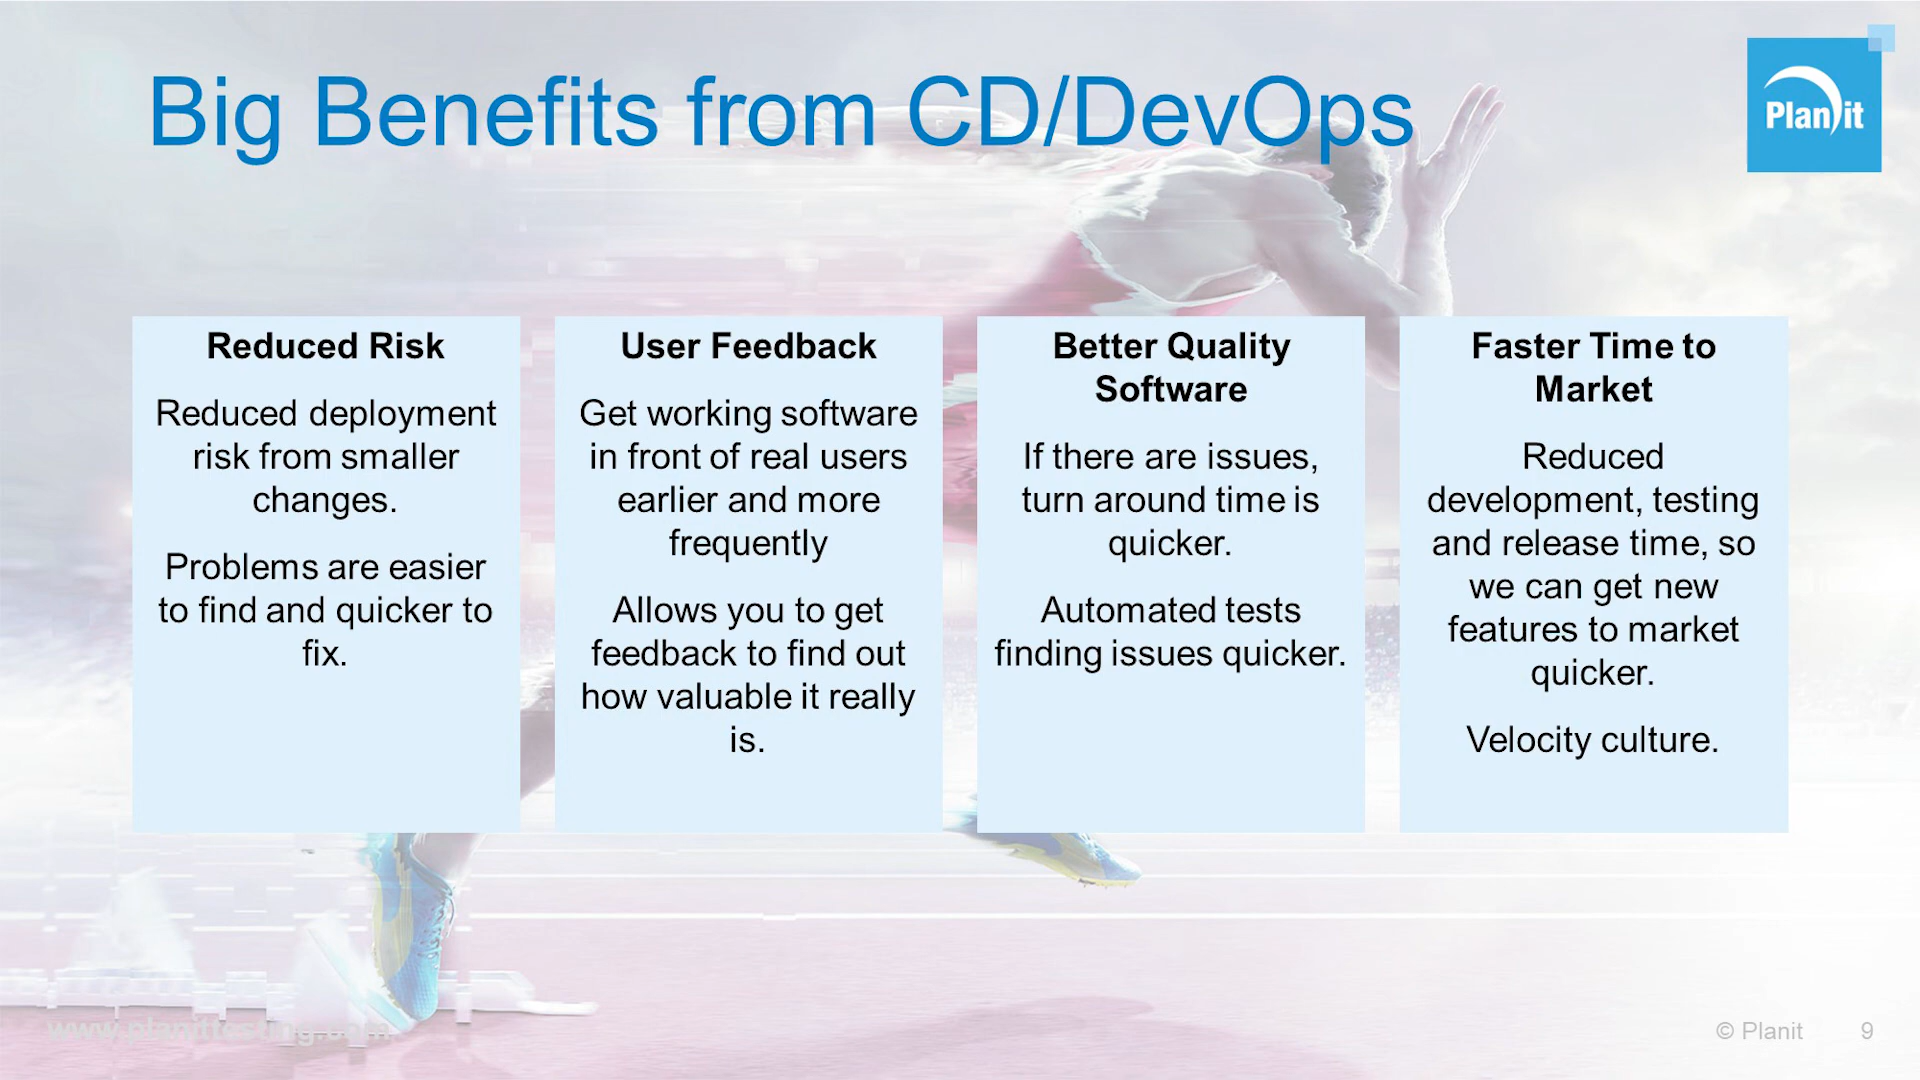 Big Benefits from CD/DevOps
Planit
Reduced Risk
Reduced deployment
risk from smaller
changes.
Problems are easier
to find and quicker to
fix.
User Feedback
Get working software
in front of real users
earlier and more
frequently
Allows you to get
feedback to find out
how valuable it really
is.
Better Quality
Software
If there are issues,
turn around time is
quicker.
Automated tests
finding issues quicker.
Faster Time to
Market
Reduced
development, testing
and release time, so
we can get new
features to market
quicker.
Velocity culture.
www.planittesting.com
© Planit
9